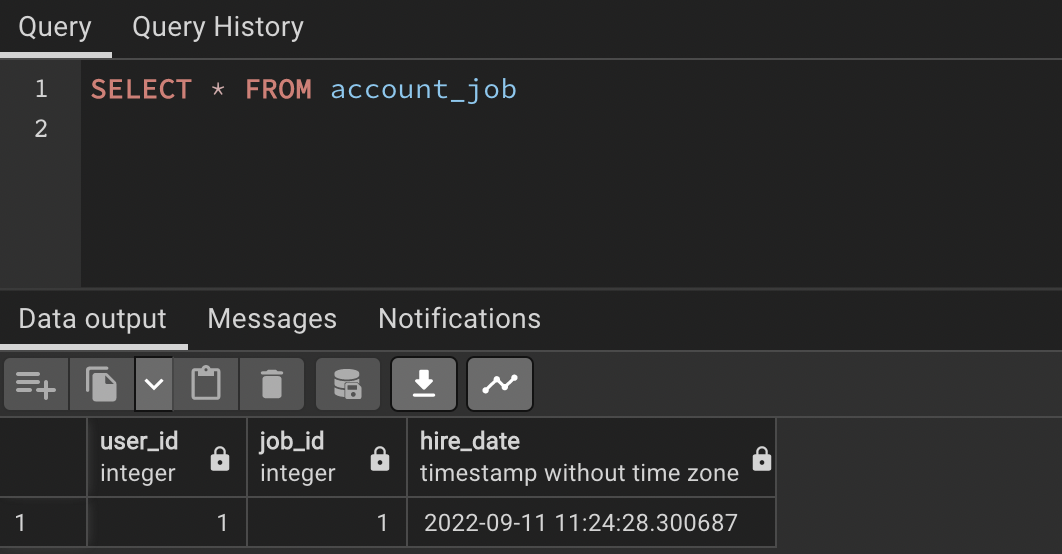 Query Query History
1 SELECT * FROM account_job
2
Data output Messages Notifications
user_id job_id hire_date
integer integer timestamp without time zone
1 1 1 2022-09-11 11:24:28.300687